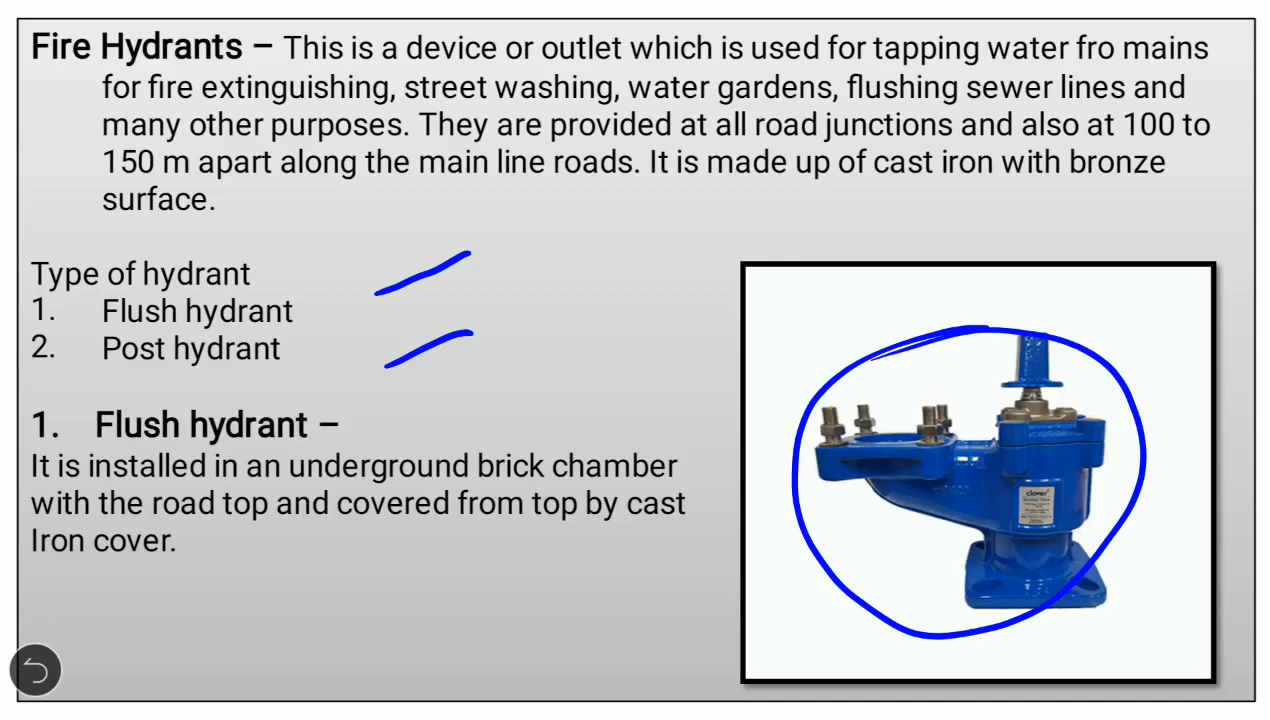 Fire Hydrants – This is a device or outlet which is used for tapping water fro mains
for fire extinguishing, street washing, water gardens, flushing sewer lines and
many other purposes. They are provided at all road junctions and also at 100 to
150 m apart along the main line roads. It is made up of cast iron with bronze
surface.
Type of hydrant
1. Flush hydrant
2. Post hydrant
1. Flush hydrant –
It is installed in an underground brick chamber
with the road top and covered from top by cast
Iron cover.
clover